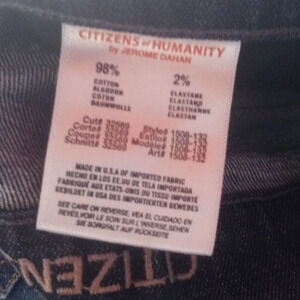 CITIZENS of HUMANITY
by JEROME DAHAN
98% 2%
COTTON ELASTANE
ALGODON ELASTANO
COTON ELASTHANNE
BAUMWOLLE ELASTAN
Cut# 32569 Style# 1508-132
Corte# 32569 Estilo# 1508-132
Coupe# 32569 Modèle# 1508-132
Schnitt# 32569 Art# 1508-132
MADE IN U.S.A OF IMPORTED FABRIC
HECHO EN LOS EE.UU DE TELA IMPORTADA
FABRIQUÉ AUX ETATS-UNIS DU TISSU IMPORTÉ
GEBILDET IN USA DES IMPORTIERTEN GEWEBES
SEE CARE ON REVERSE, VEA EL CUIDADO EN
REVÉS, VOIR LE SOIN SUR L'INVERSE, SEHEN
SIE SORGFALT AUF RÜCKSEITE
CITIZEN